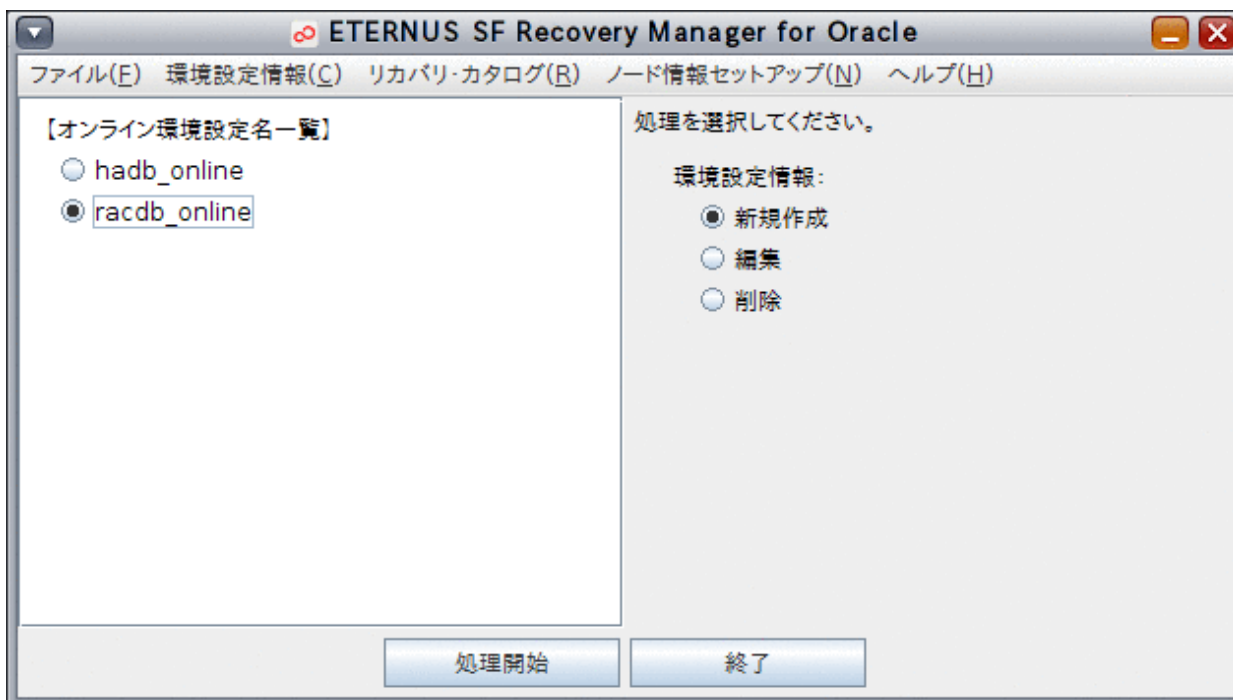 ETERNUS SF Recovery Manager for Oracle
ファイル(F) 環境設定情報(C) リカバリ・カタログ(R) ノード情報セットアップ(N) ヘルプ(H)
【オンライン環境設定名一覧】
hadb_online
racdb_online
処理を選択してください。
環境設定情報:
新規作成
編集
削除
処理開始 終了